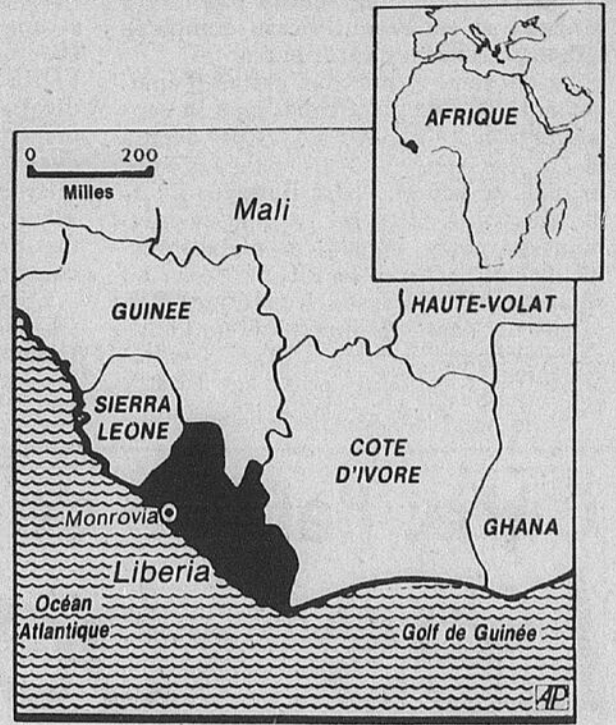 AFRIQUE
0 200
Milles
Mali
HAUTE-VOLAT
GUINEE
SIERRA
LEONE
COTE
D'IVORE
GHANA
Monrovia
Liberia
Océan
Atlantique
Golf de Guinée
AP